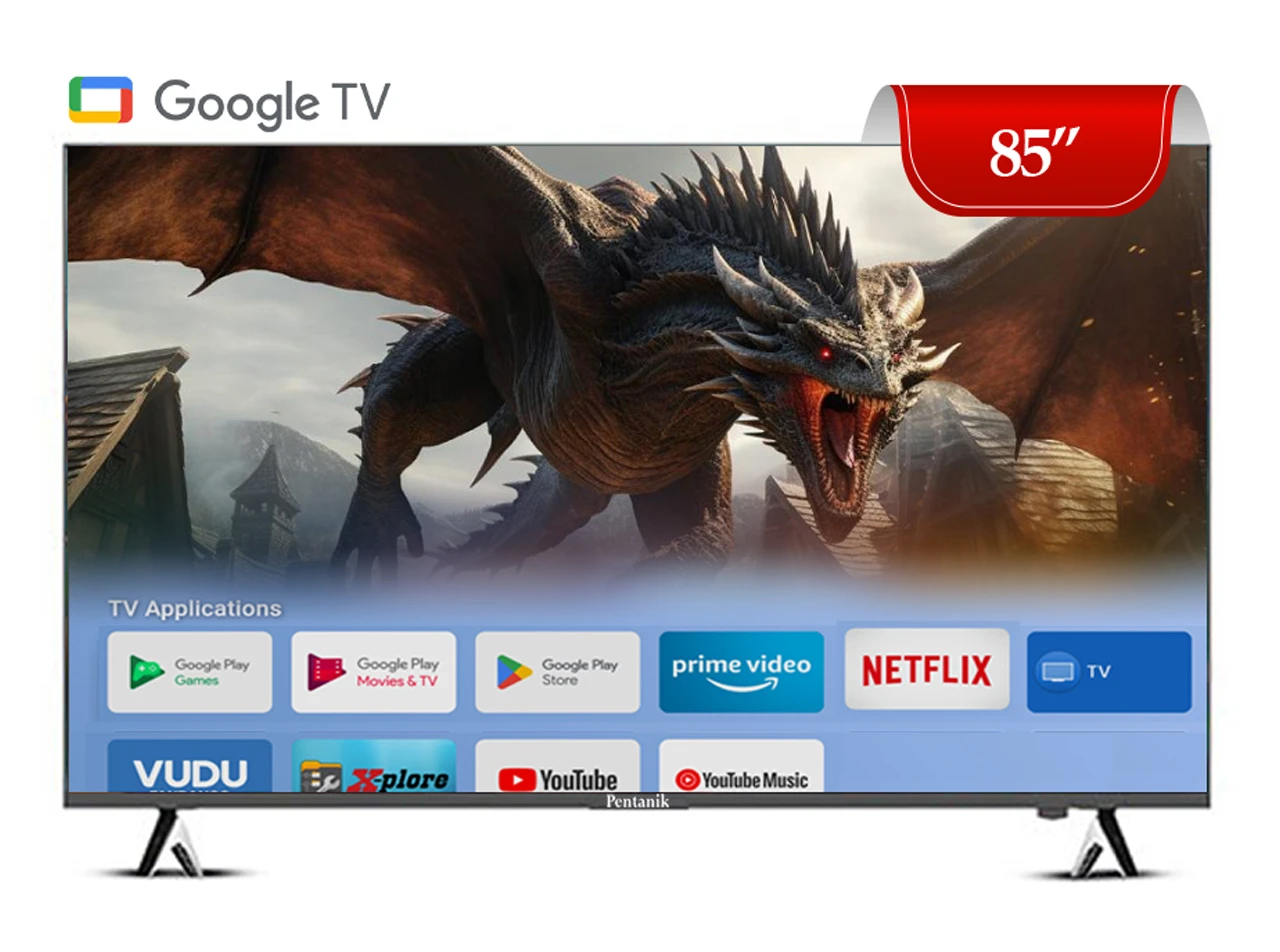 Google TV
85″
TV Applications
Google Play
Games
Google Play
Movies & TV
Google Play
Store
prime video
NETFLIX
TV
VUDU
X-plore
YouTube
YouTube Music
Pentanik